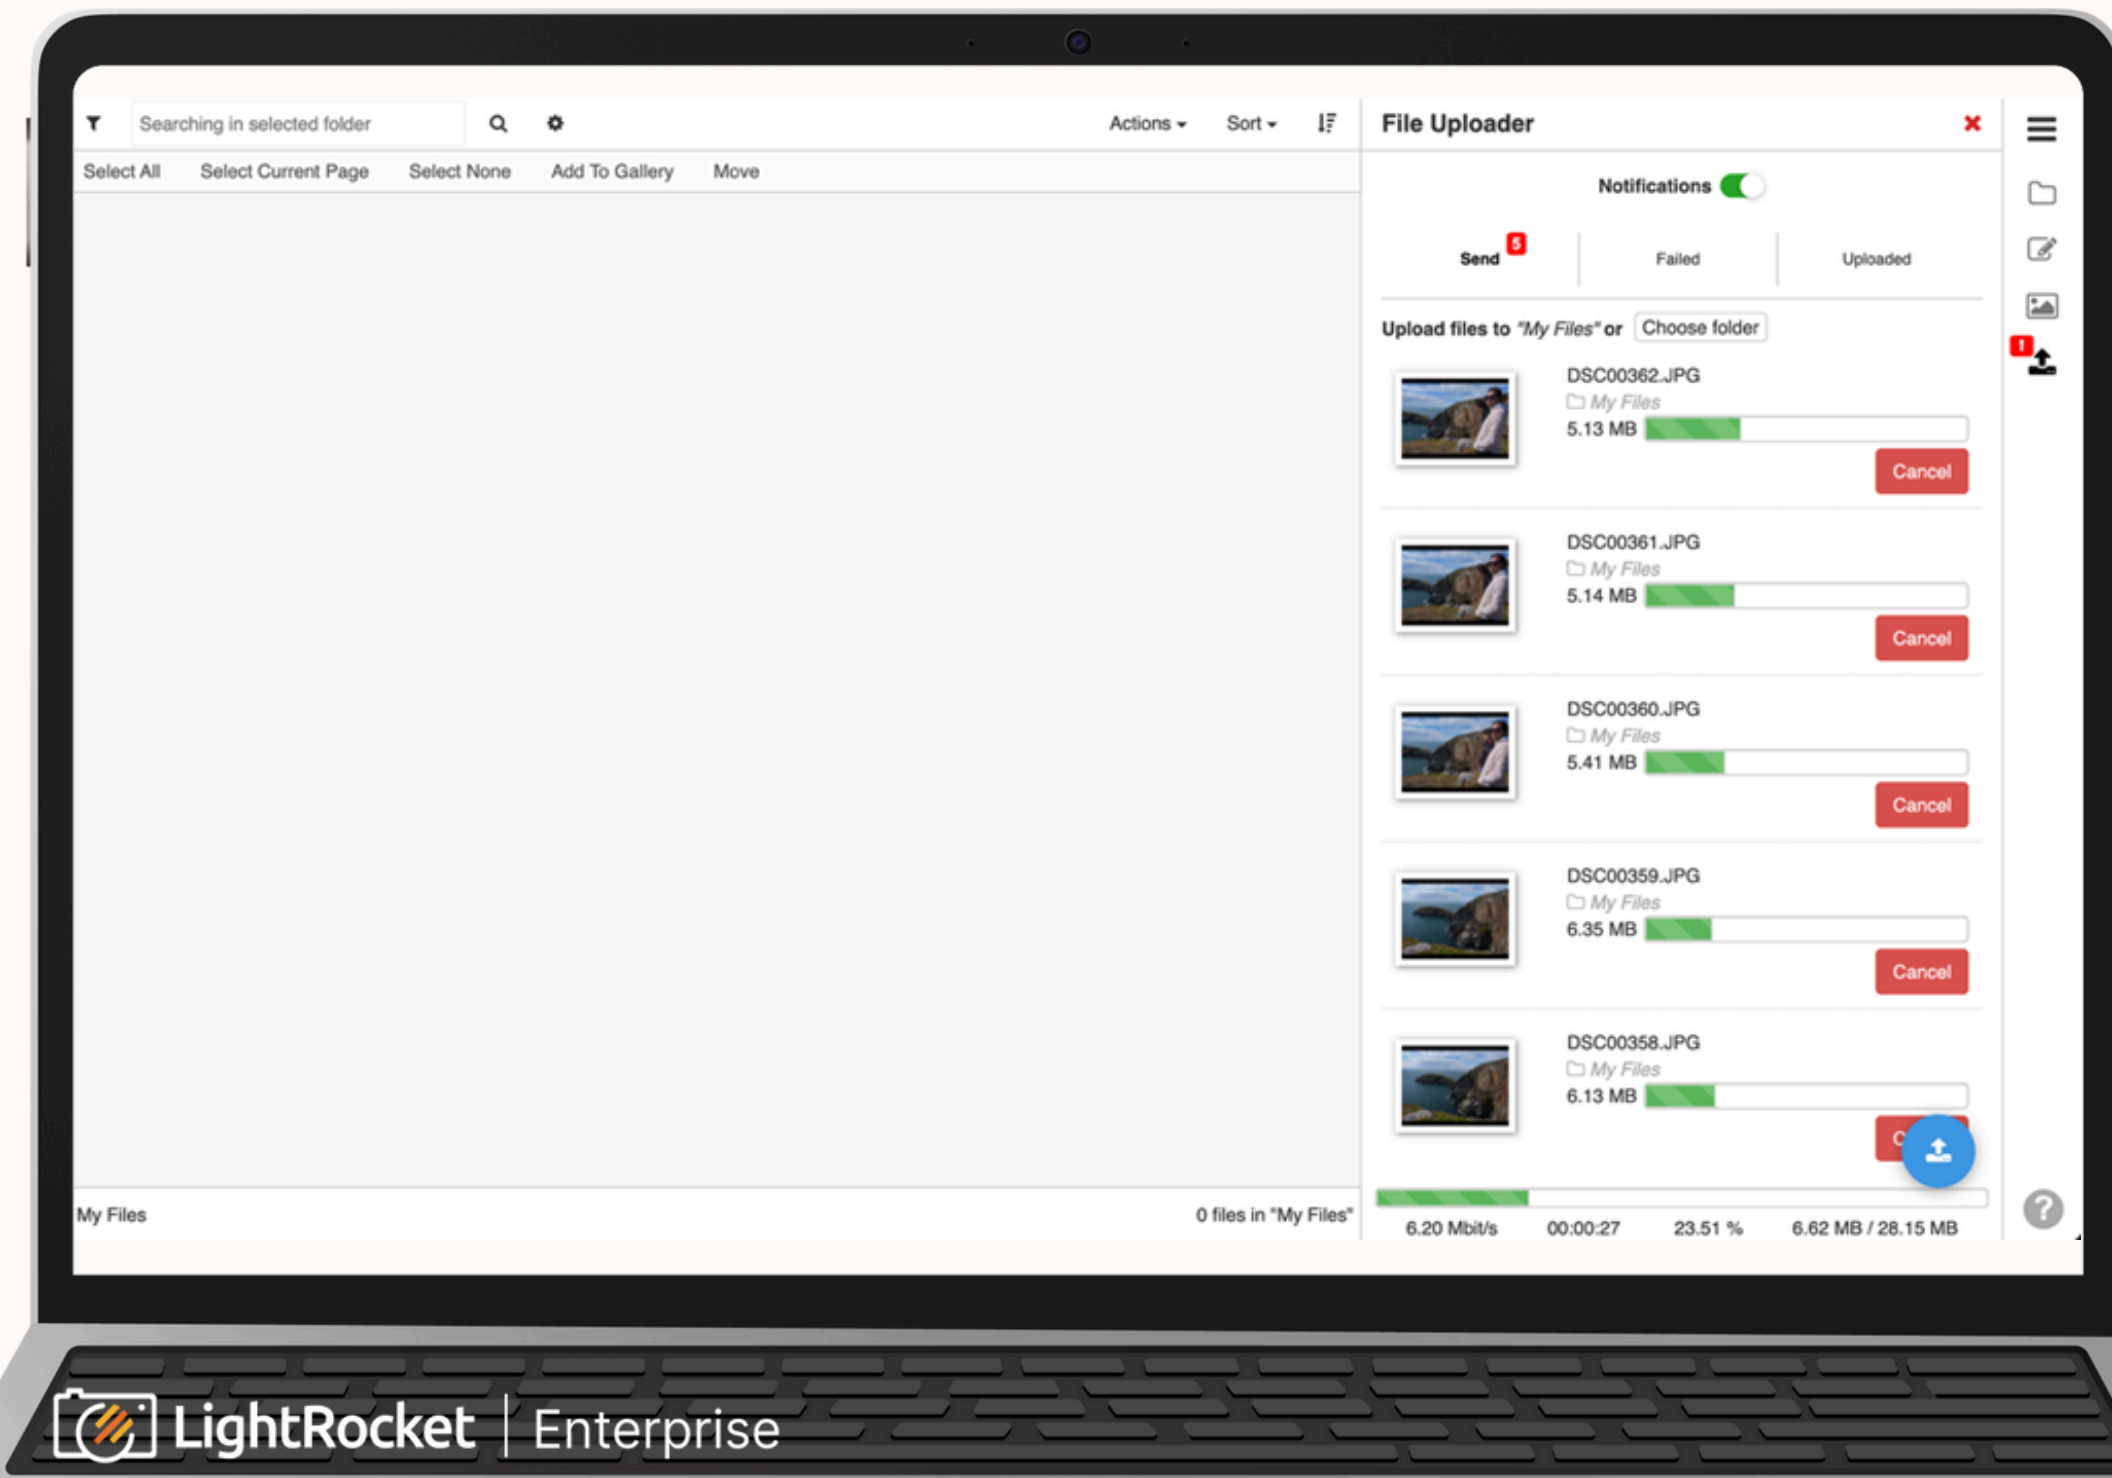 Searching in selected folder
Actions
Sort
Select All
Select Current Page
Select None
Add To Gallery
Move
My Files
0 files in "My Files"
File Uploader
Notifications
Send
5
Failed
Uploaded
Upload files to "My Files" or Choose folder
DSC00362.JPG
My Files
5.13 MB
Cancel
DSC00361.JPG
My Files
5.14 MB
Cancel
DSC00360.JPG
My Files
5.41 MB
Cancel
DSC00359.JPG
My Files
6.35 MB
Cancel
DSC00358.JPG
My Files
6.13 MB
6.20 Mbit/s
00:00:27
23.51 %
6.62 MB / 28.15 MB
!
?
LightRocket | Enterprise